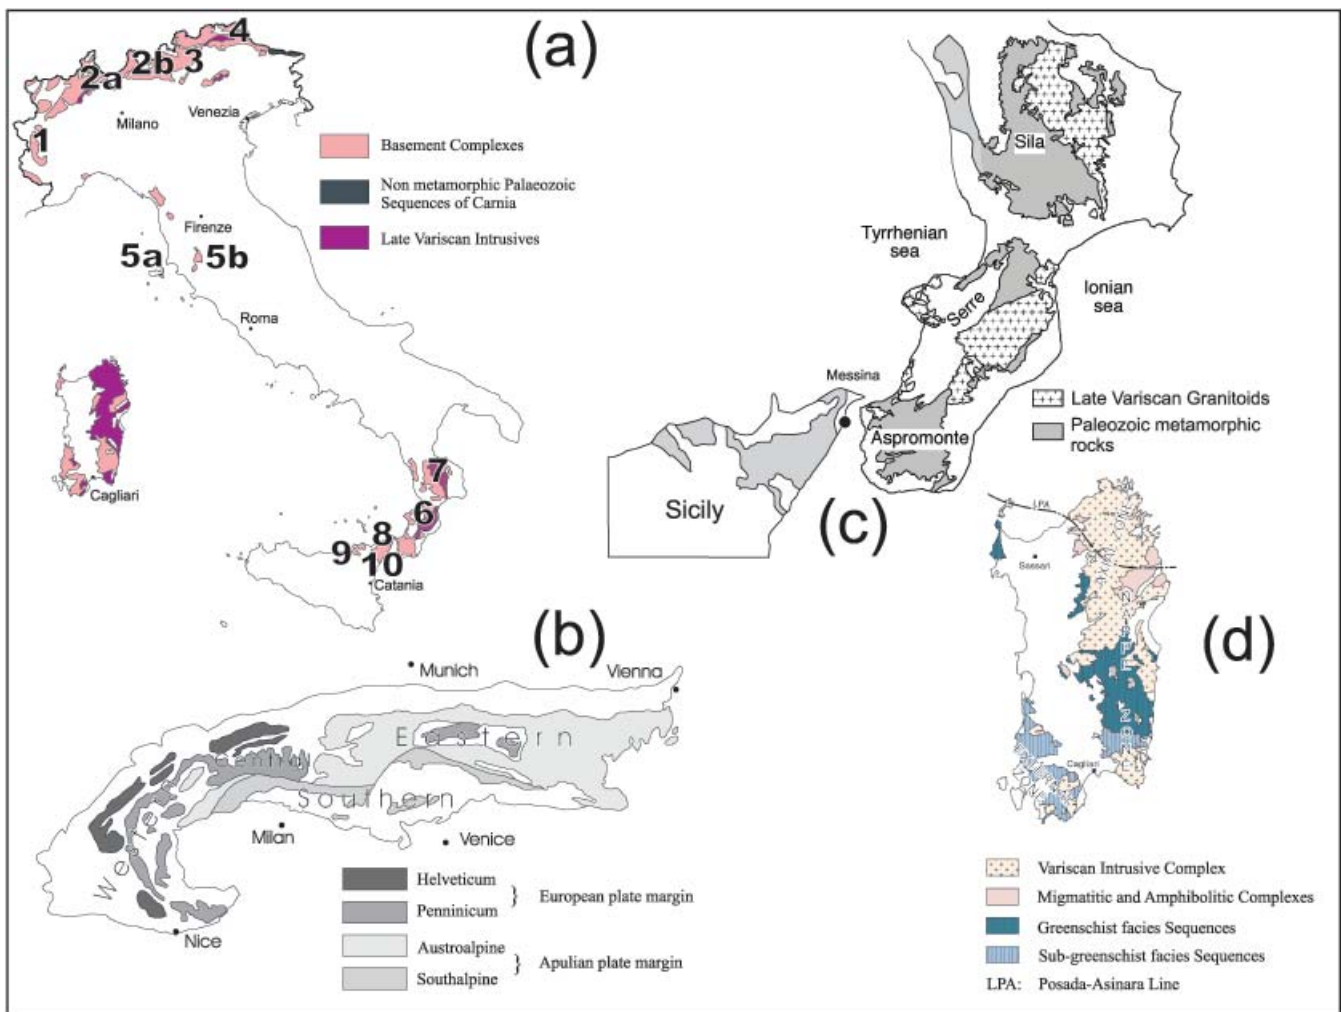 (a)
4
2b
3
2a
Venezia
Milano
1
Basement Complexes
Non metamorphic Palaeozoic
Sequences of Carnia
Late Variscan Intrusives
Firenze
5a
5b
Roma
Cagliari
7
6
8
9
10
Catania
(c)
Sila
Tyrrhenian
sea
Ionian
sea
Serre
Messina
Aspromonte
Sicily
Late Variscan Granitoids
Paleozoic metamorphic
rocks
(b)
Munich
Vienna
Eastern
Central
Southern
Milan
Venice
Nice
Helveticum
Penninicum
European plate margin
Austroalpine
Southalpine
Apulian plate margin
(d)
LPA
Sassari
Cagliari
Variscan Intrusive Complex
Migmatitic and Amphibolitic Complexes
Greenschist facies Sequences
Sub-greenschist facies Sequences
LPA: Posada-Asinara Line